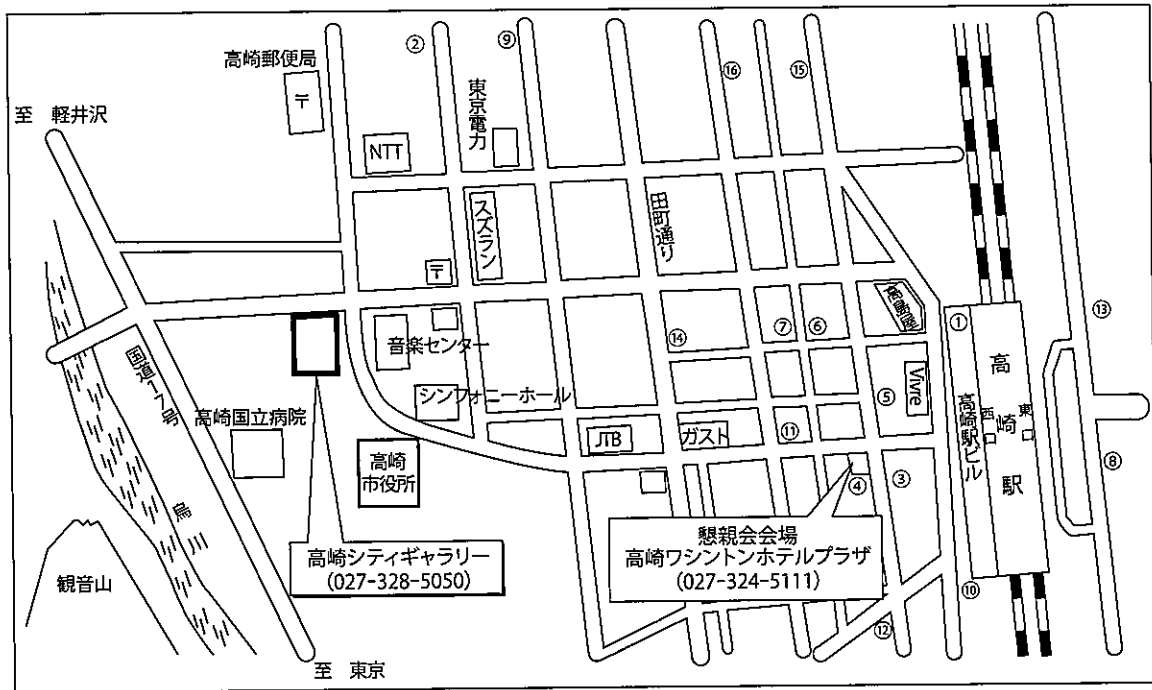 高崎郵便局
②
⑨
⑯
⑮
〒
東京電力
至 軽井沢
NTT
スズラン
田町通り
〒
高島屋
①
⑬
国道17号
音楽センター
⑭
⑦
⑥
高崎駅
西
東
Vivre
⑤
高崎駅ビル
シンフォニーホール
高崎国立病院
JTB
ガスト
⑪
⑧
高崎
市役所
④
③
烏川
観音山
高崎シティギャラリー
(027-328-5050)
懇親会会場
高崎ワシントンホテルプラザ
(027-324-5111)
⑩
⑫
至 東京